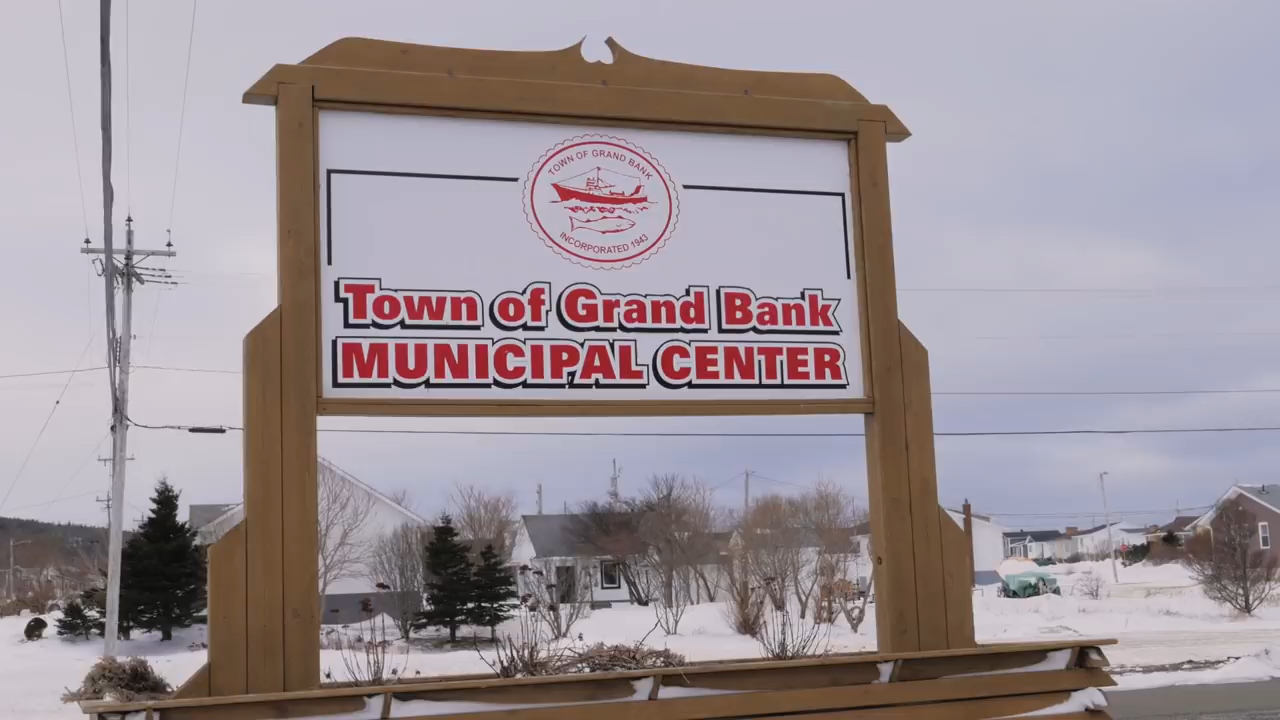 TOWN OF GRAND BANK
INCORPORATED 1943
Town of Grand Bank
MUNICIPAL CENTER